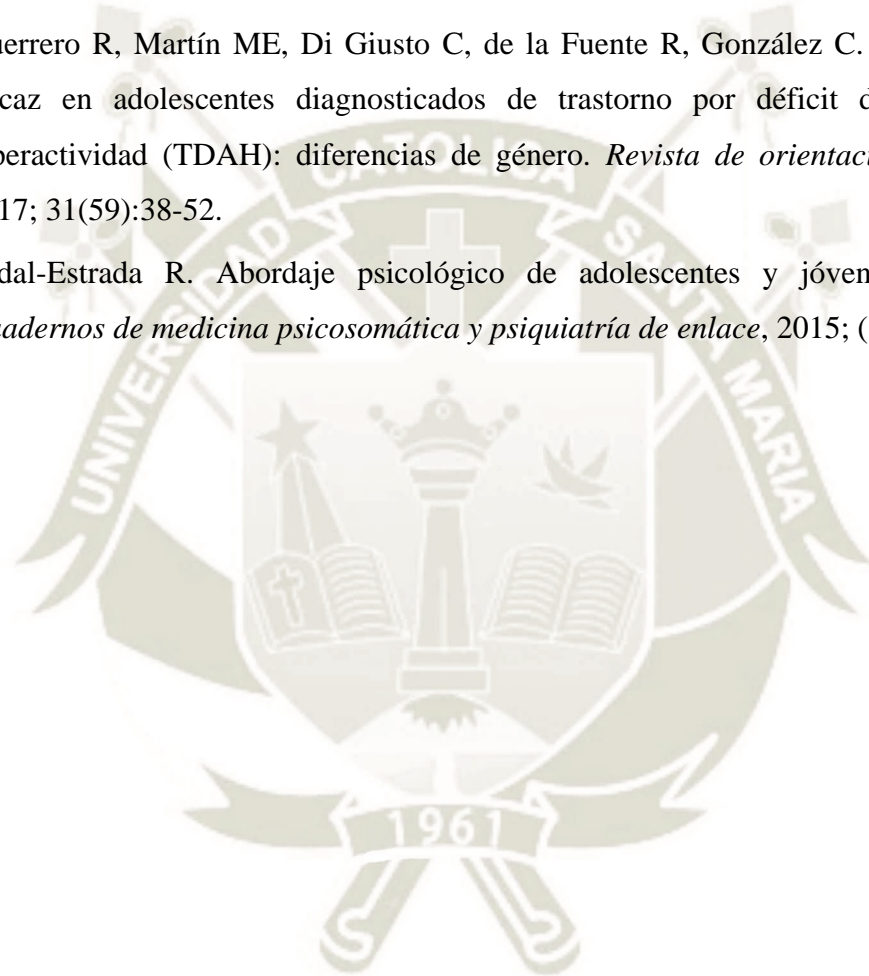 uerrero R, Martín ME, Di Giusto C, de la Fuente R, González C.
caz en adolescentes diagnosticados de trastorno por déficit d
peractividad (TDAH): diferencias de género. Revista de orientaci
17; 31(59):38-52.
dal-Estrada R. Abordaje psicológico de adolescentes y jóven
uadernos de medicina psicosomática y psiquiatría de enlace, 2015; (
UNIVERSIDAD CATOLICA SANTA MARIA
1961